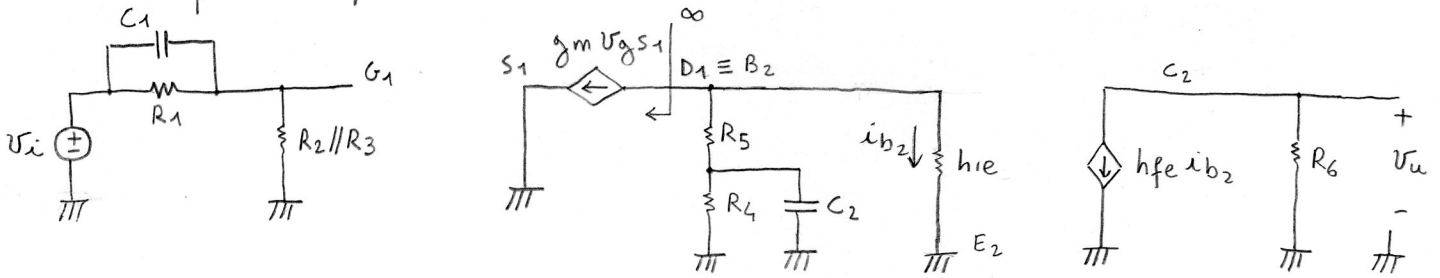 C1
R1
G1
vi
±
R2//R3
S1
gm vgs1
∞
D1 ≡ B2
R5
R4
C2
ib2
hie
E2
C2
hfe ib2
R6
+
vu
-